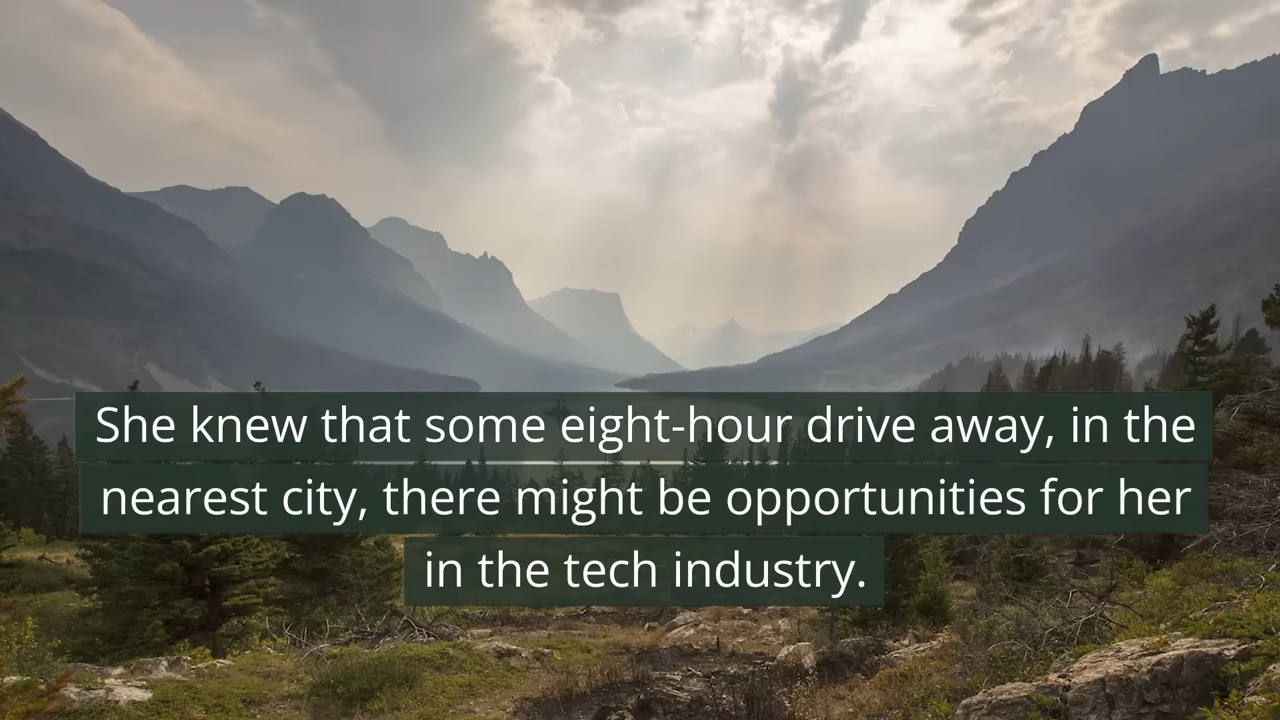 She knew that some eight-hour drive away, in the
nearest city, there might be opportunities for her
in the tech industry.